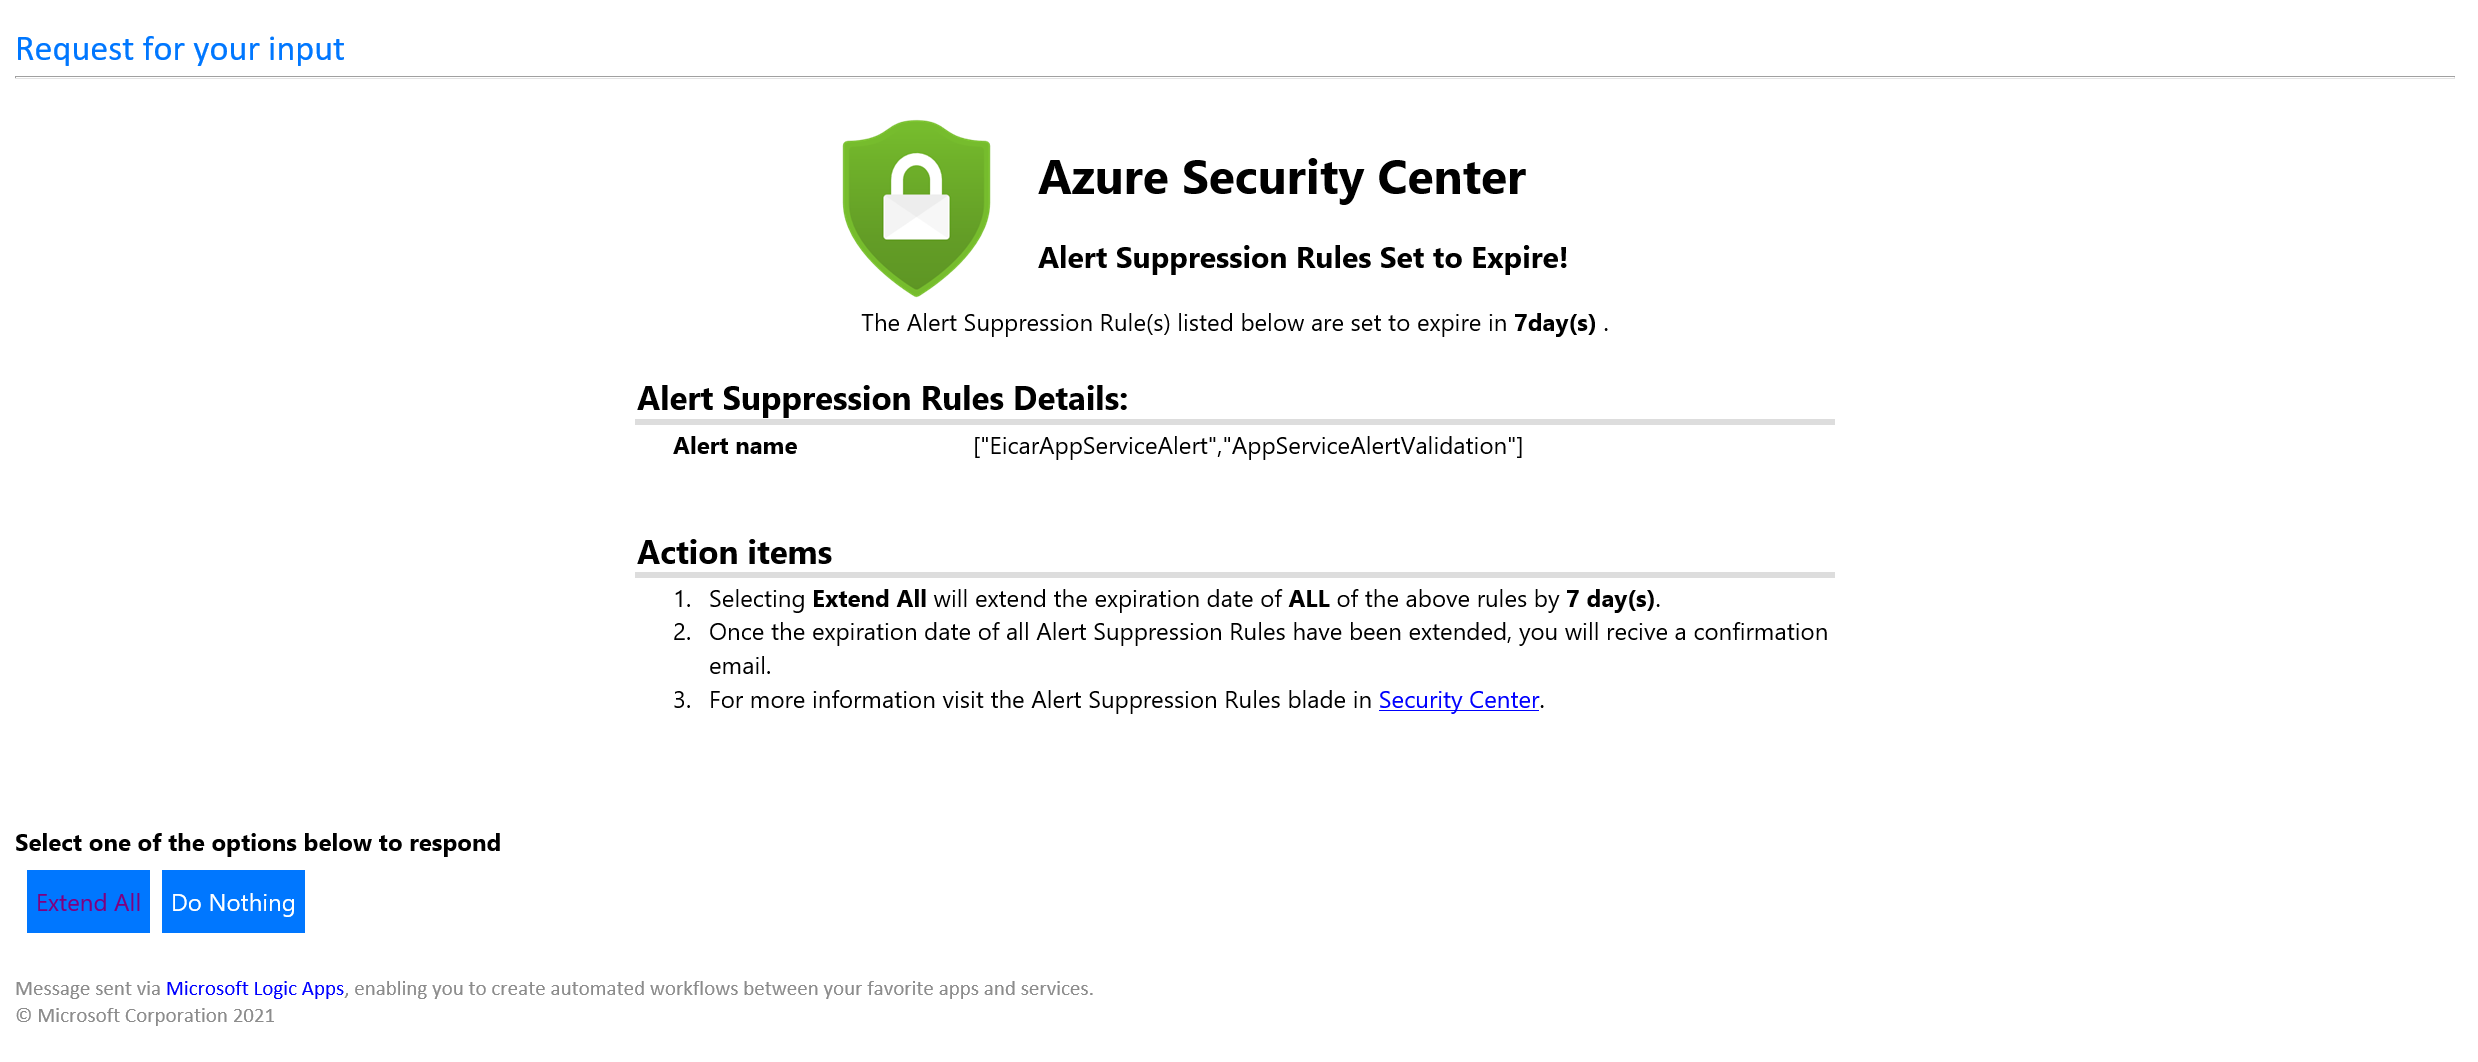 Request for your input
Azure Security Center
Alert Suppression Rules Set to Expire!
The Alert Suppression Rule(s) listed below are set to expire in 7day(s) .
Alert Suppression Rules Details:
Alert name ["EicarAppServiceAlert","AppServiceAlertValidation"]
Action items
1. Selecting Extend All will extend the expiration date of ALL of the above rules by 7 day(s).
2. Once the expiration date of all Alert Suppression Rules have been extended, you will recive a confirmation
email.
3. For more information visit the Alert Suppression Rules blade in Security Center.
Select one of the options below to respond
Extend All Do Nothing
Message sent via Microsoft Logic Apps, enabling you to create automated workflows between your favorite apps and services.
© Microsoft Corporation 2021